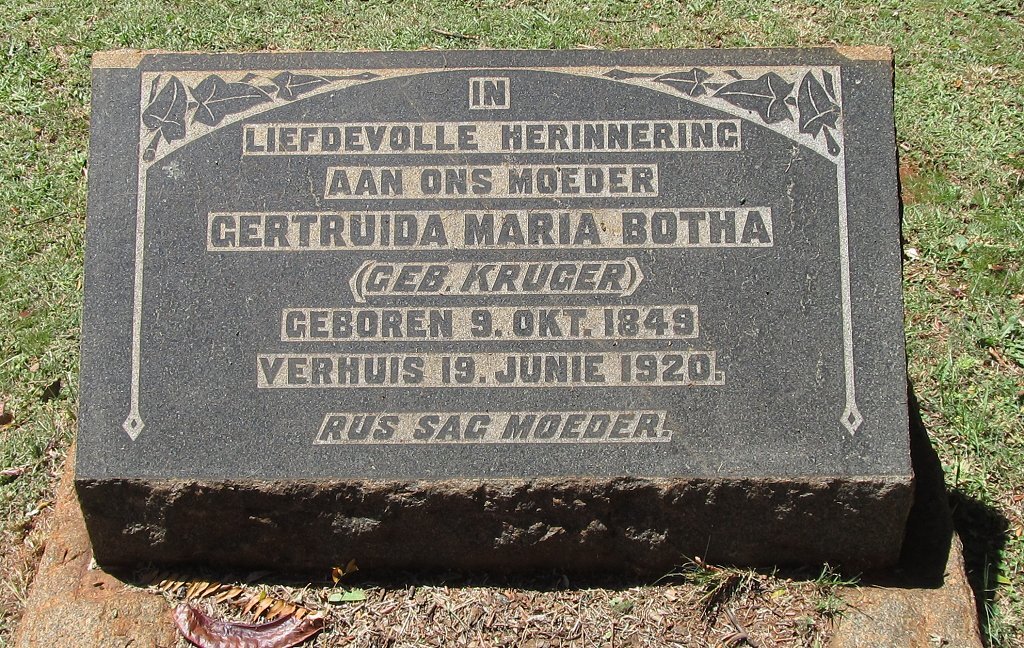 IN
LIEFDEVOLLE HERINNERING
AAN ONS MOEDER
GERTRUIDA MARIA BOTHA
(GEB. KRUGER)
GEBOREN 9. OKT. 1849
VERHUIS 19. JUNIE 1920.
RUS SAG MOEDER.